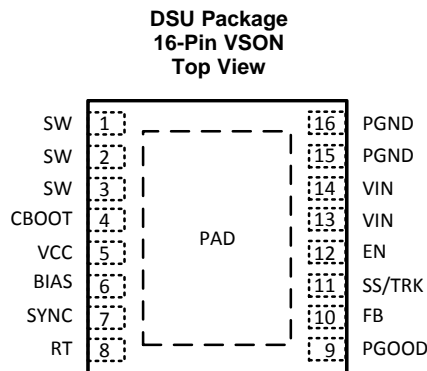 DSU Package
16-Pin VSON
Top View
SW 1 16 PGND
SW 2 15 PGND
SW 3 14 VIN
CBOOT 4 13 VIN
VCC 5 PAD 12 EN
BIAS 6 11 SS/TRK
SYNC 7 10 FB
RT 8 9 PGOOD